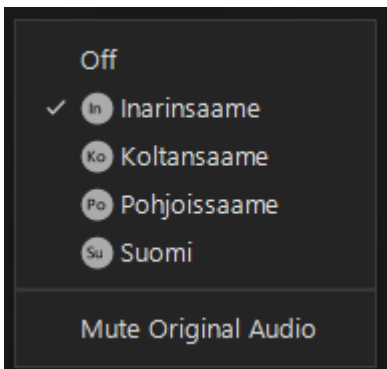 Off
In Inarinsaame
Ko Koltansaame
Po Pohjoissaame
Su Suomi
Mute Original Audio